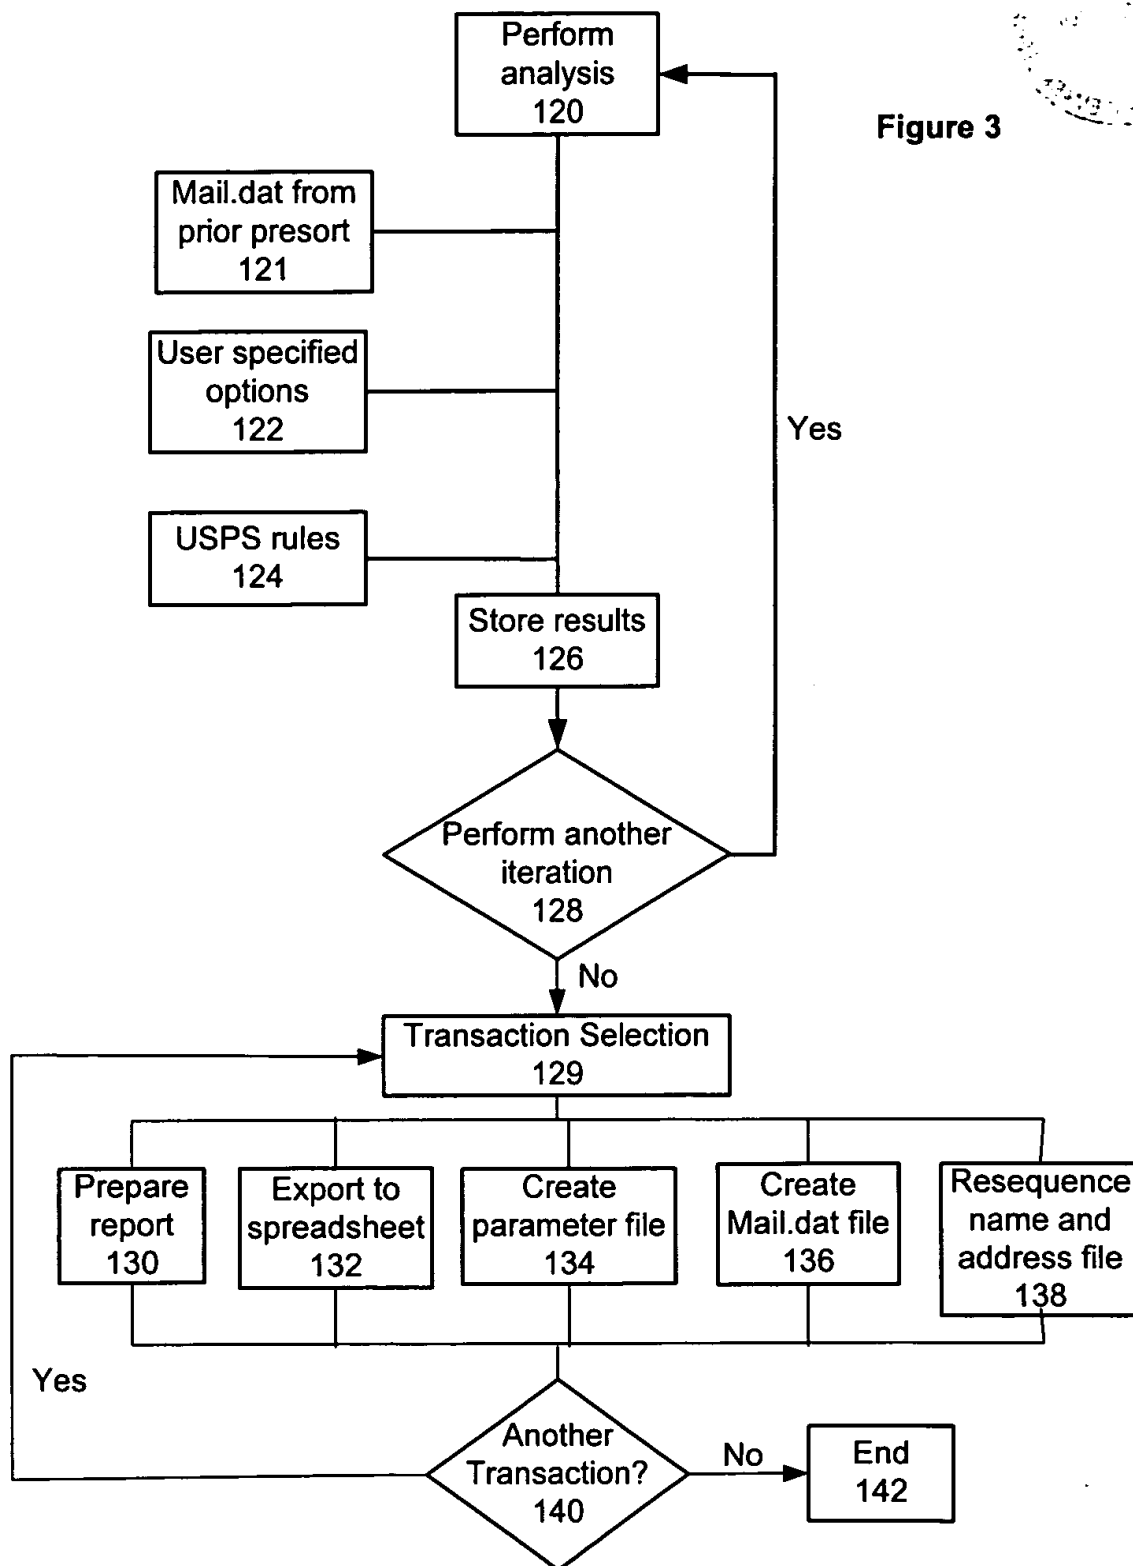 Perform
analysis
120
Figure 3
Mail.dat from
prior presort
121
User specified
options
122
Yes
USPS rules
124
Store results
126
Perform another
iteration
128
No
Transaction Selection
129
Prepare
report
130
Export to
spreadsheet
132
Create
parameter file
134
Create
Mail.dat file
136
Resequence
name and
address file
138
Yes
Another
Transaction?
140
No
End
142